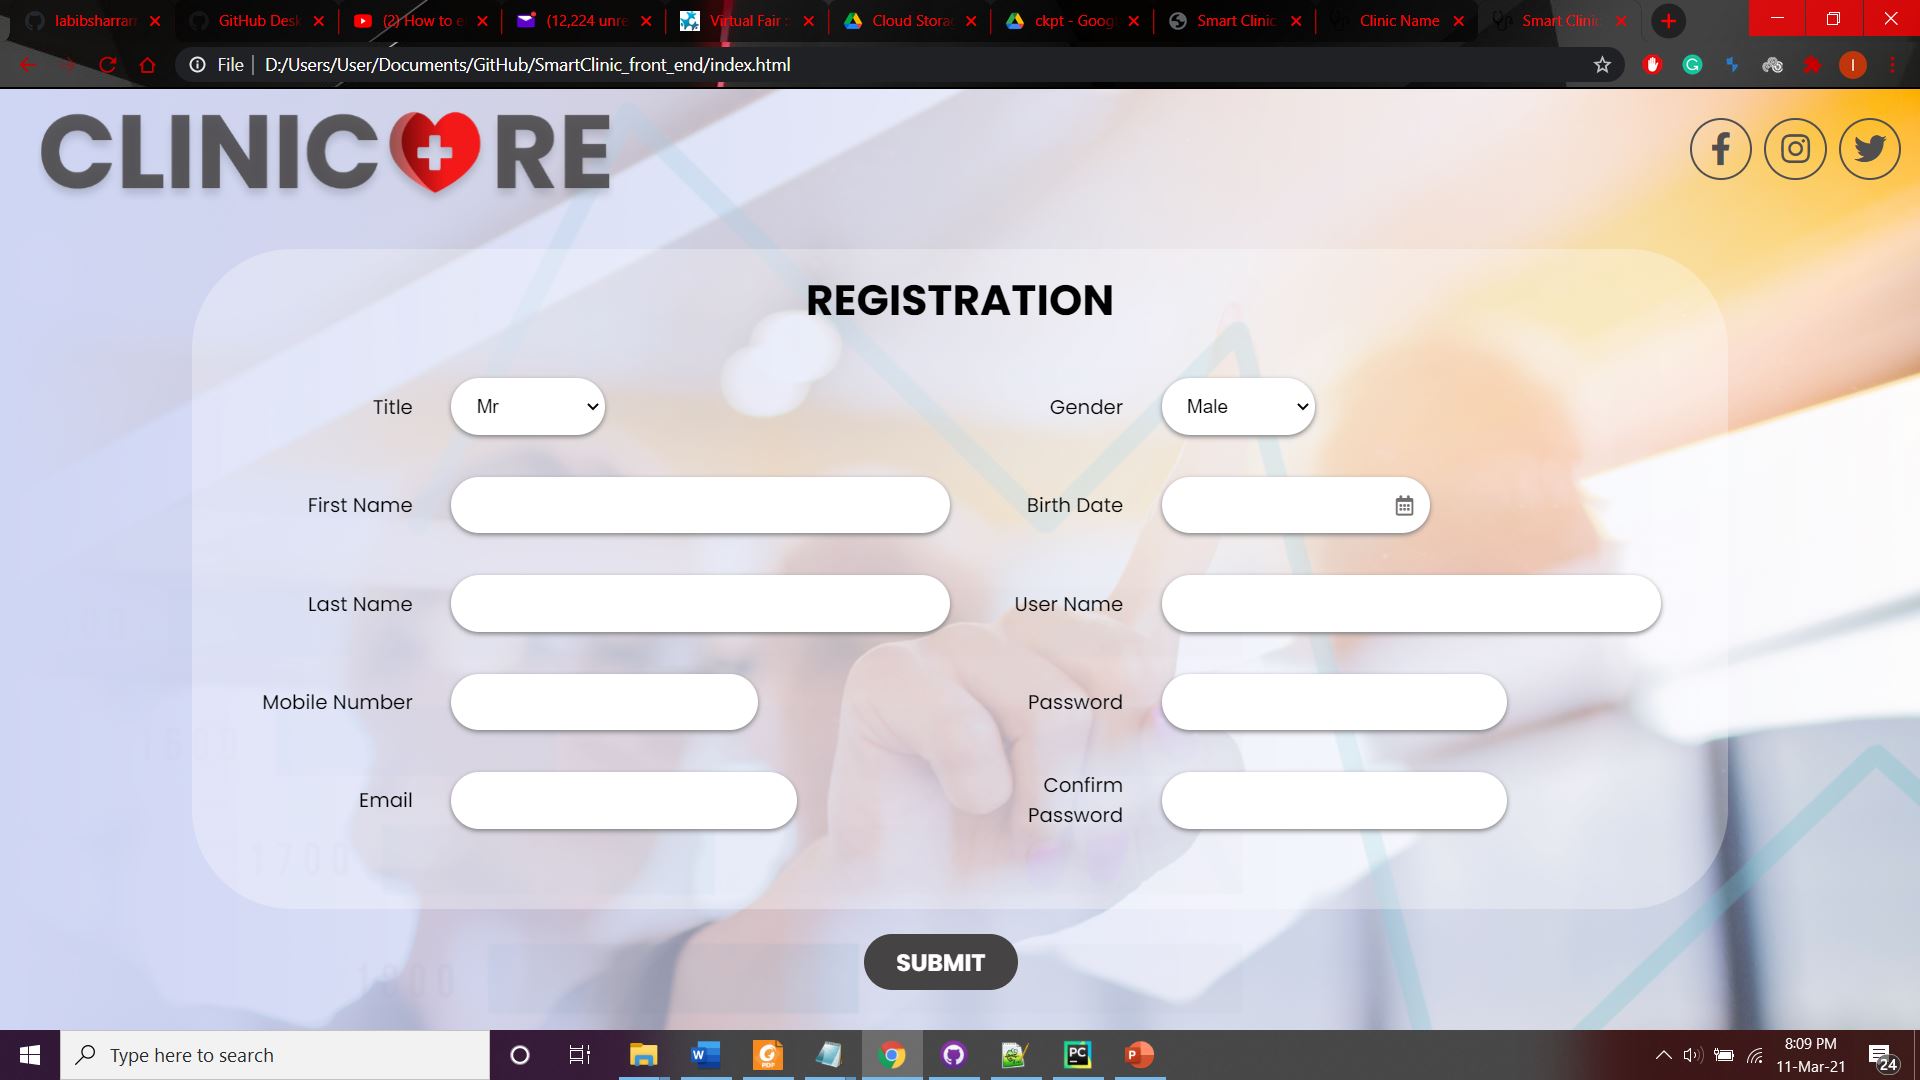 labibsharrar
GitHub Desk
(2) How to e
(12,224 unre
Virtual Fair :
Cloud Storag
ckpt - Goog
Smart Clinic
Clinic Name
Smart Clinic
File
D:/Users/User/Documents/GitHub/SmartClinic_front_end/index.html
I
CLINIC RE
REGISTRATION
Title Mr Gender Male
First Name Birth Date
Last Name User Name
Mobile Number Password
Email Confirm
Password
1600
1700
SUBMIT
Type here to search
8:09 PM
11-Mar-21
24